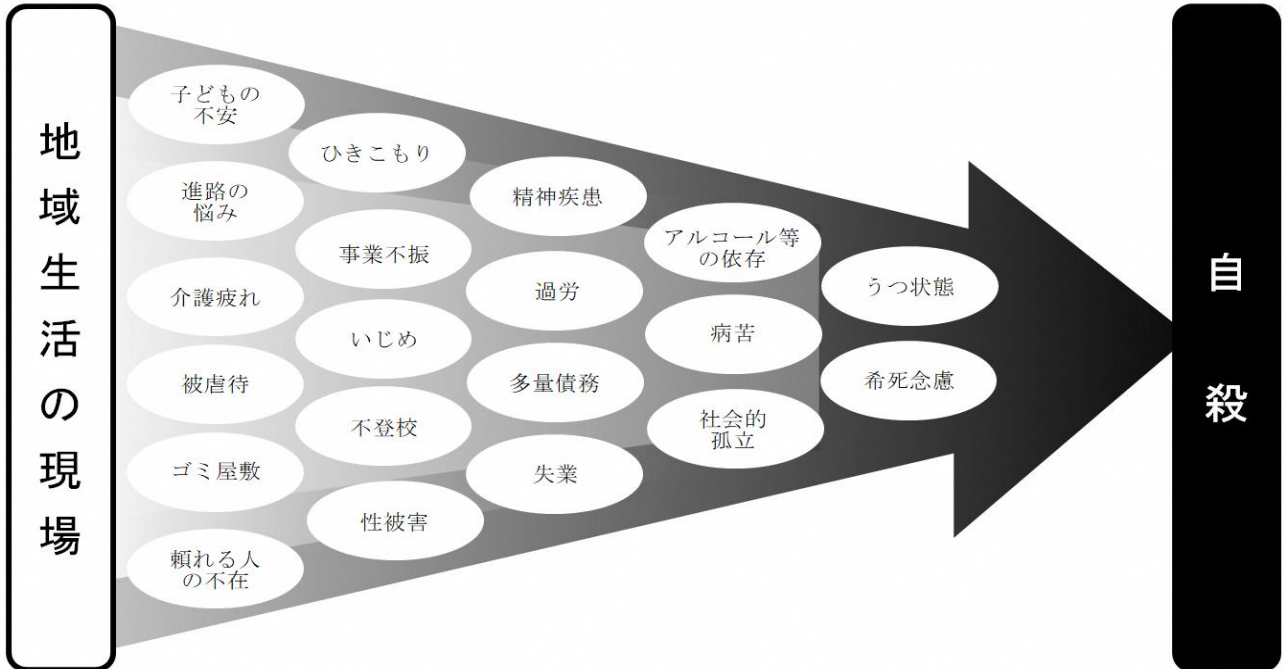 地域生活の現場
子どもの
不安
進路の
悩み
介護疲れ
被虐待
ゴミ屋敷
頼れる人
の不在
ひきこもり
事業不振
いじめ
不登校
性被害
精神疾患
過労
多量債務
失業
アルコール等
の依存
病苦
社会的
孤立
うつ状態
希死念慮
自殺